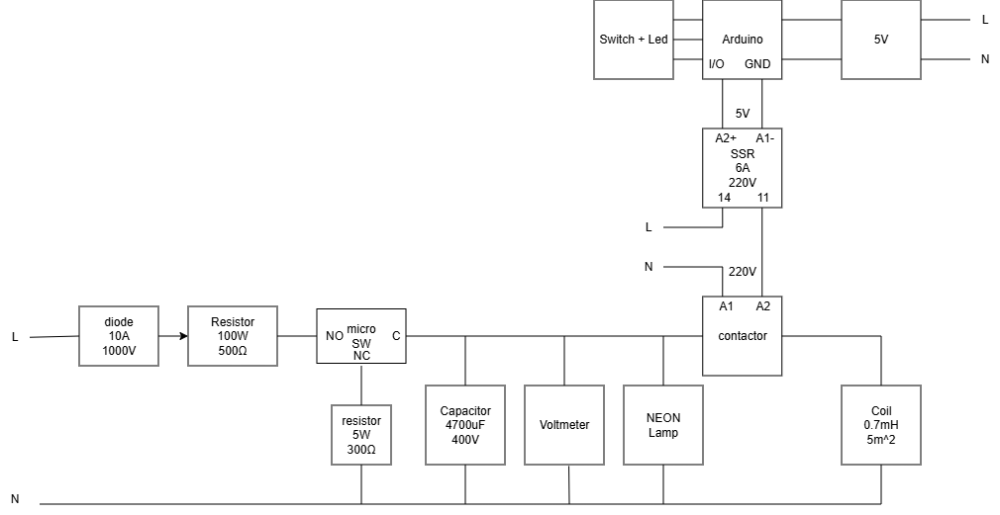 Switch + Led
Arduino
I/O GND
5V
L
N
5V
A2+ A1-
SSR
6A
220V
14 11
L
N
220V
A1 A2
contactor
L
diode
10A
1000V
Resistor
100W
500Ω
NO micro C
SW
NC
resistor
5W
300Ω
Capacitor
4700uF
400V
Voltmeter
NEON
Lamp
Coil
0.7mH
5m^2
N